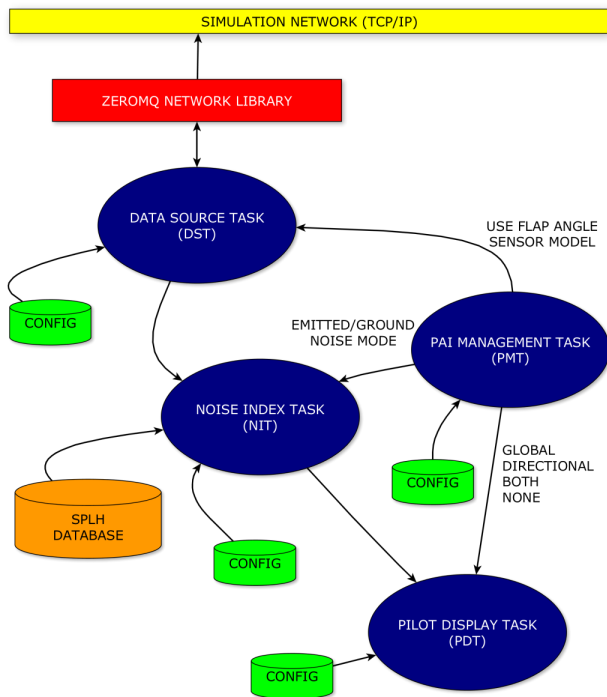 SIMULATION NETWORK (TCP/IP)
ZEROMQ NETWORK LIBRARY
DATA SOURCE TASK
(DST)
USE FLAP ANGLE
SENSOR MODEL
CONFIG
EMITTED/GROUND
NOISE MODE
PAI MANAGEMENT TASK
(PMT)
NOISE INDEX TASK
(NIT)
GLOBAL
DIRECTIONAL
BOTH
NONE
CONFIG
SPLH
DATABASE
CONFIG
PILOT DISPLAY TASK
(PDT)
CONFIG